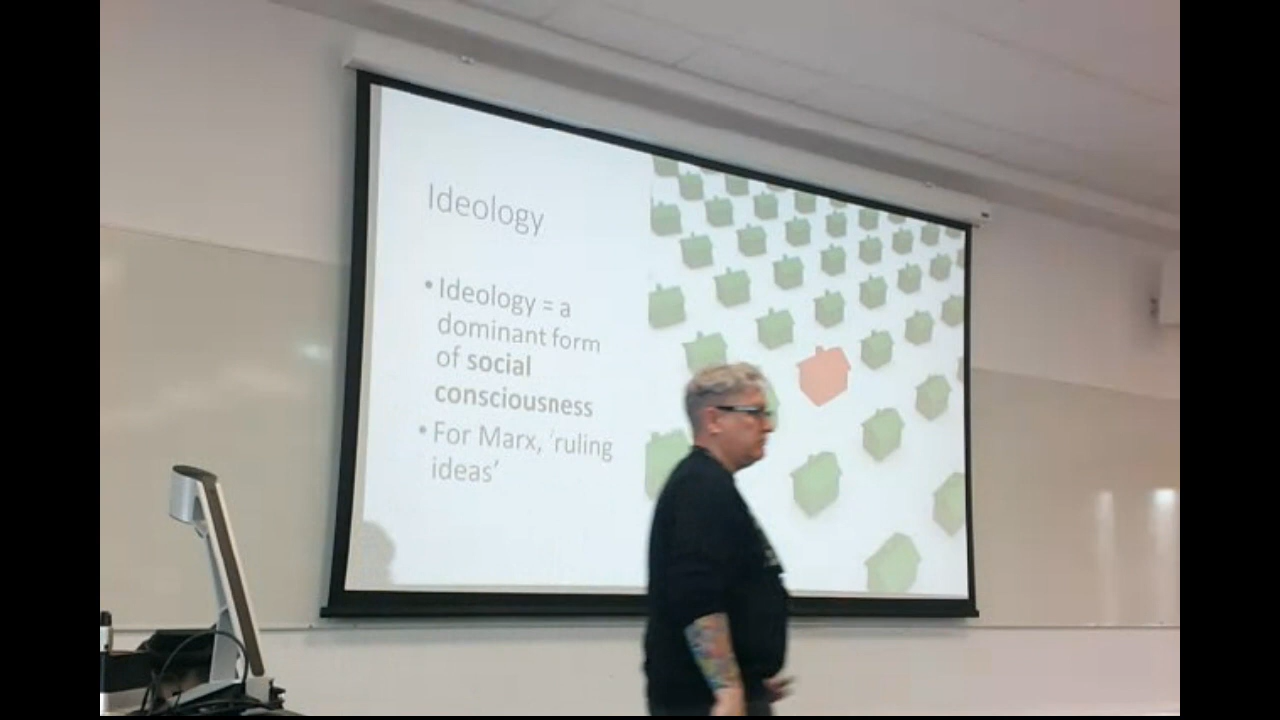 Ideology
• Ideology = a
dominant form
of social
consciousness
• For Marx, 'ruling
ideas'